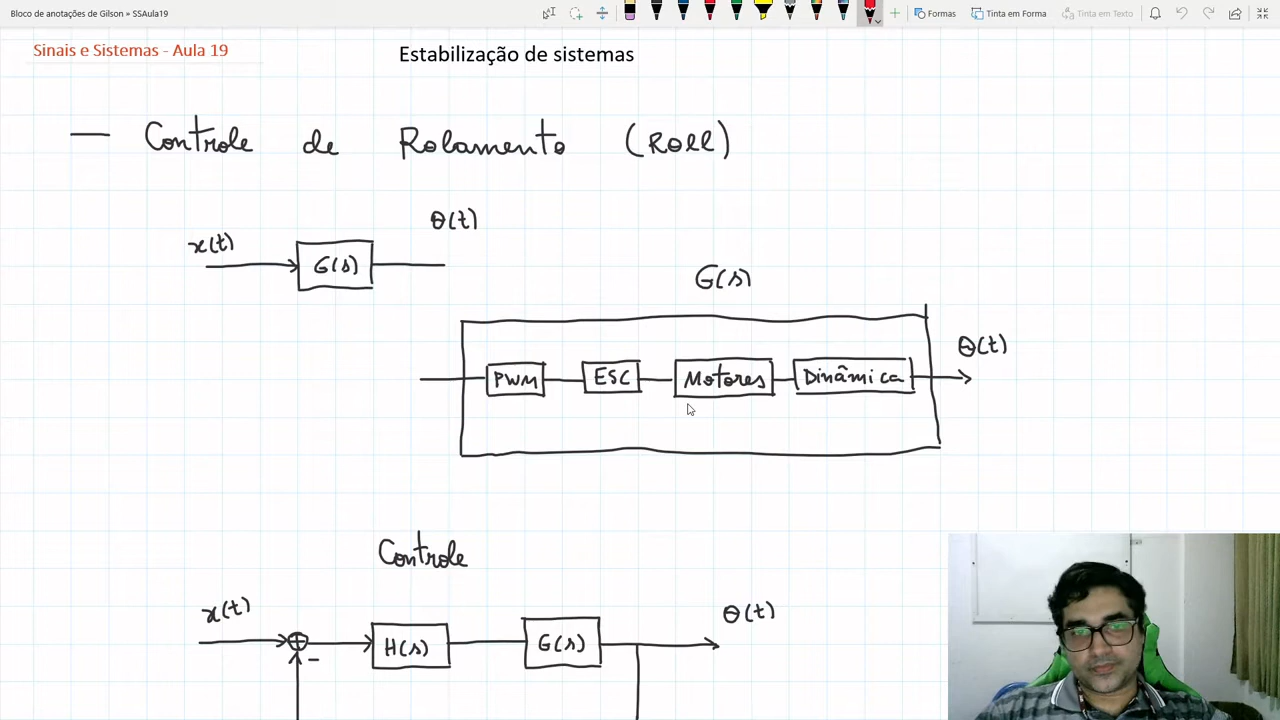 Bloco de anotações de Gilson » SSAula19
Formas
Tinta em Forma
Tinta em Texto
Sinais e Sistemas - Aula 19
Estabilização de sistemas
— Controle de Rolamento (Roll)
x(t)
θ(t)
G(s)
G(s)
θ(t)
PWM
ESC
Motores
Dinâmica
Controle
x(t)
θ(t)
+
H(s)
G(s)
−